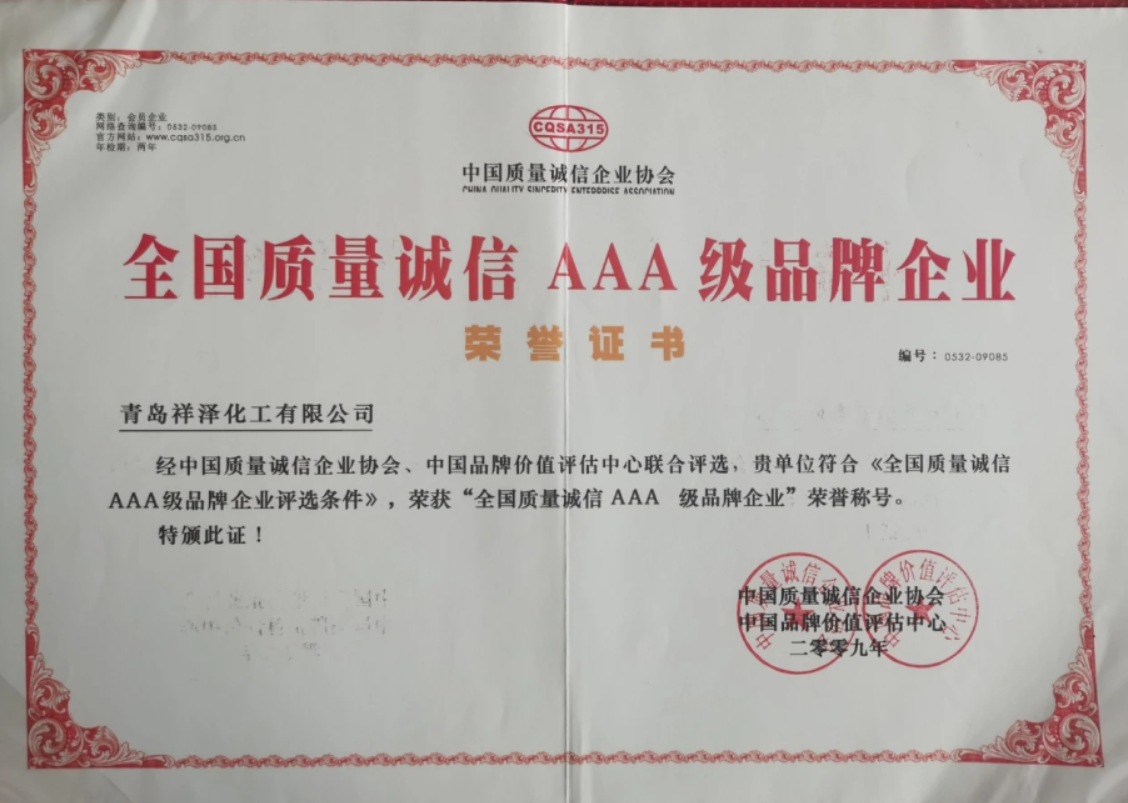 类别：会员企业
网络查询编号：0532-09085
官方网站：www.cqsa315.org.cn
年检期：两年
CQSA315
中国质量诚信企业协会
CHINA QUALITY SINCERITY ENTERPRISE ASSOCIATION
全国质量诚信 AAA 级品牌企业
荣誉证书
编号：0532-09085
青岛祥泽化工有限公司
经中国质量诚信企业协会、中国品牌价值评估中心联合评选，贵单位符合《全国质量诚信
AAA级品牌企业评选条件》，荣获“全国质量诚信 AAA 级品牌企业”荣誉称号。
特颁此证！
中国质量诚信企业协会
中国品牌价值评估中心
二零零九年